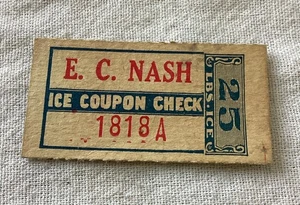 E. C. NASH
ICE COUPON CHECK
1818A
25
LBS. ICE